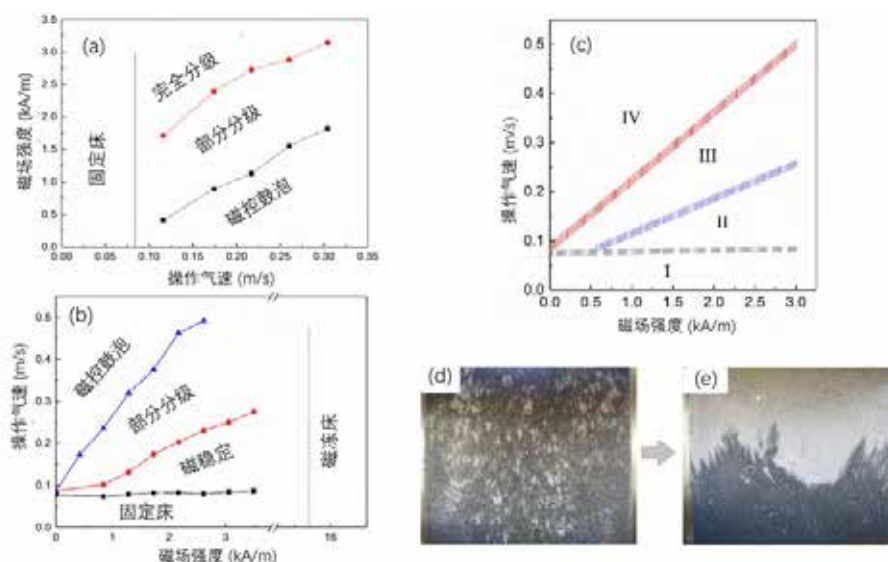 (a)
磁场强度 (kA/m)
3.5
3.0
2.5
2.0
1.5
1.0
0.5
0.0
固定床
完全分级
部分分级
磁控鼓泡
0.00 0.05 0.10 0.15 0.20 0.25 0.30 0.35
操作气速 (m/s)
(b)
操作气速 (m/s)
0.5
0.4
0.3
0.2
0.1
0.0
磁控鼓泡
部分分级
磁稳定
固定床
磁冻床
0 1 2 3 16
磁场强度 (kA/m)
(c)
操作气速 (m/s)
0.5
0.4
0.3
0.2
0.1
0.0
IV
III
II
I
0.0 0.5 1.0 1.5 2.0 2.5 3.0
磁场强度 (kA/m)
(d)
(e)